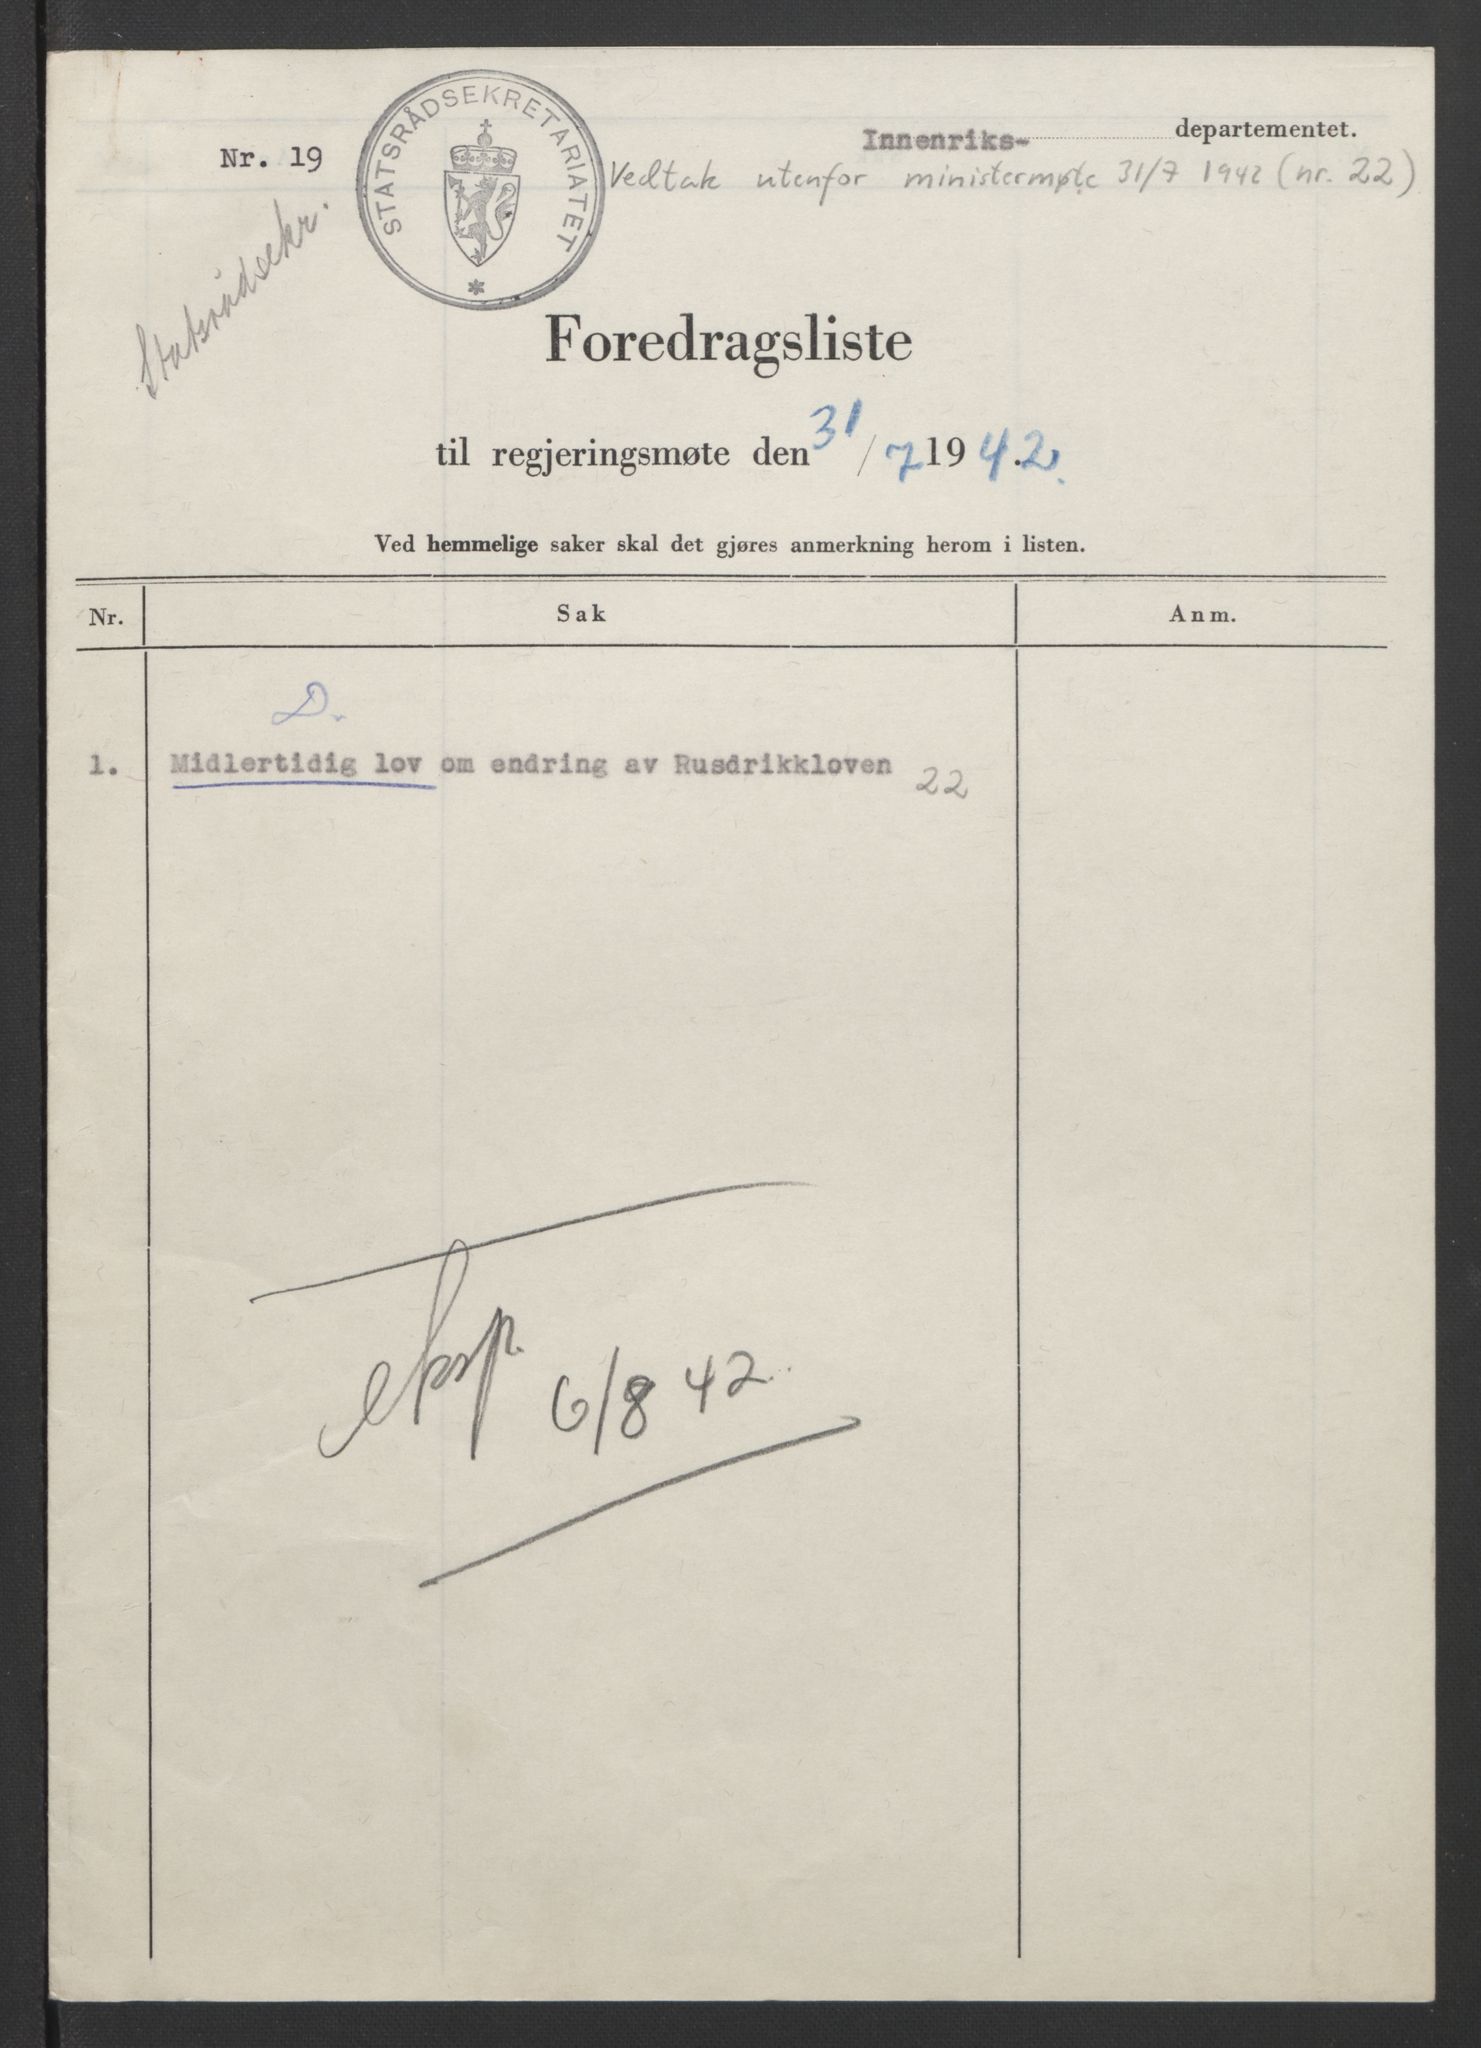 Nr. 19
STATSRÅDSEKRETARIATET
Innenriks- departementet.
Vedtak utenfor ministermøte 31/7 1942 (nr. 22)
Statsrådsekr.
Foredragsliste
til regjeringsmøte den 31/7 1942.
Ved hemmelige saker skal det gjøres anmerkning herom i listen.
Nr. Sak Anm.
D.
1. Midlertidig lov om endring av Rusdrikkloven 22
eksp. 6/8 42.